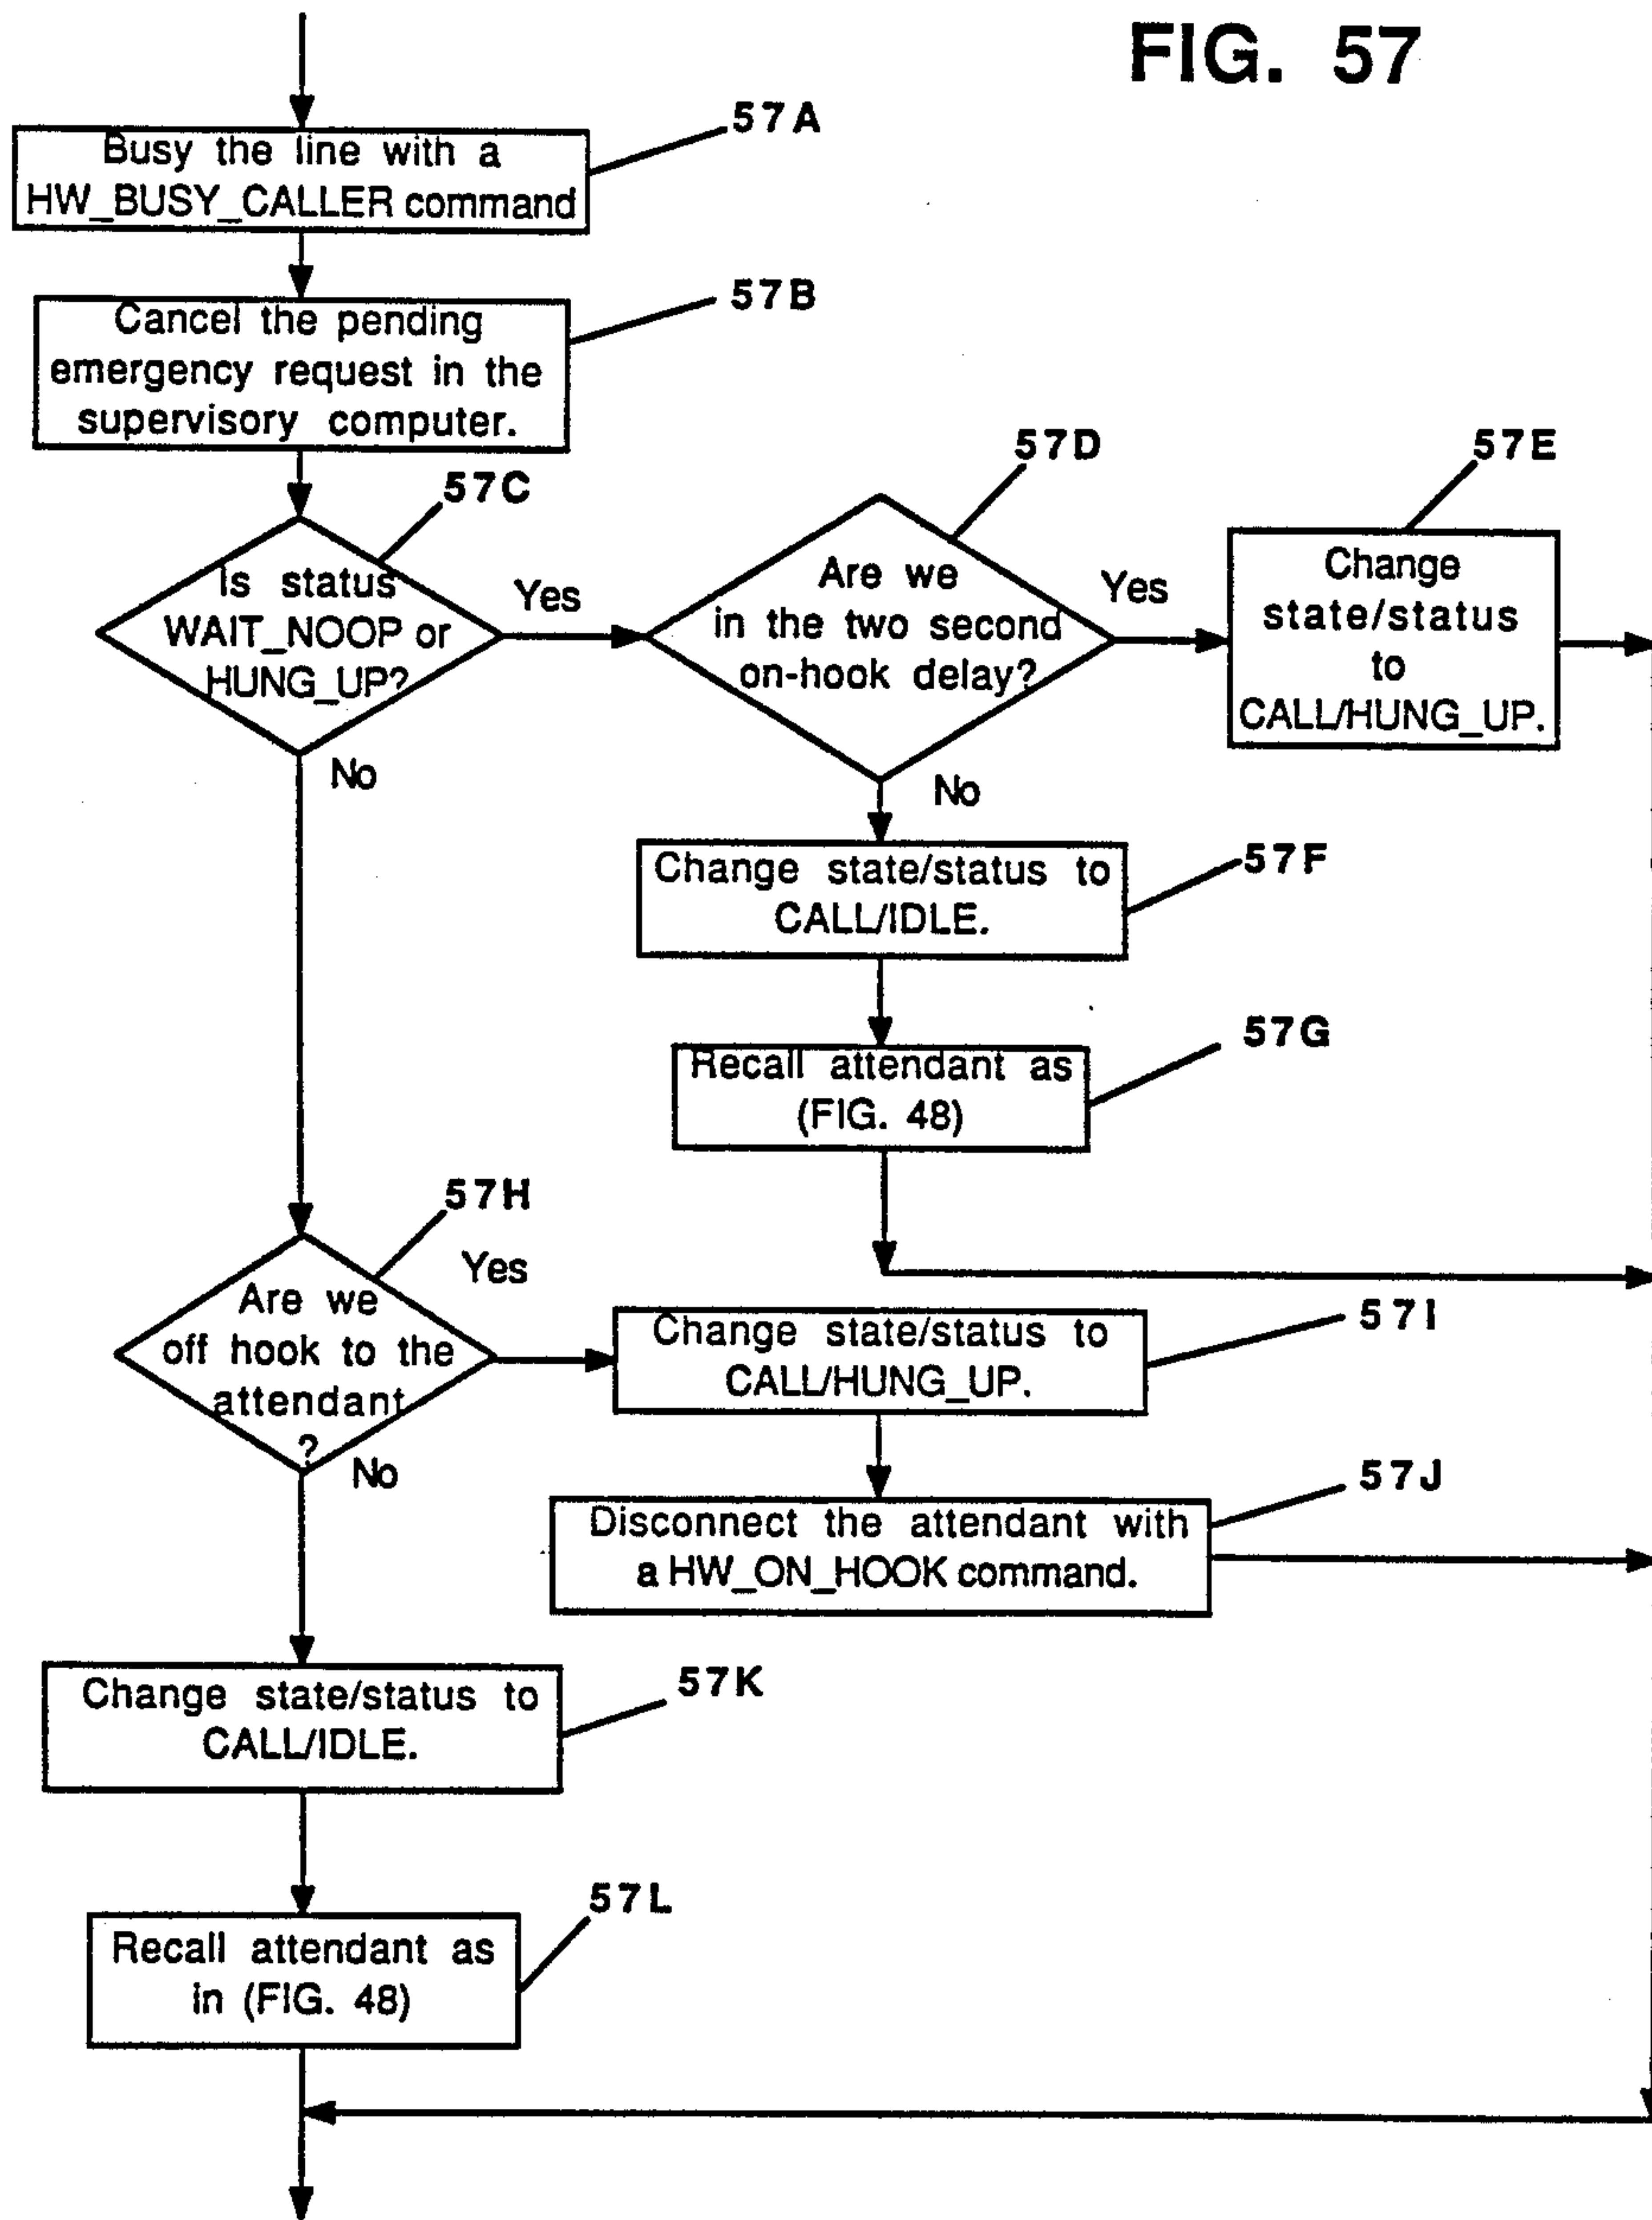 FIG. 57
57A
Busy the line with a
HW_BUSY_CALLER command
57B
Cancel the pending
emergency request in the
supervisory computer.
57C
Is status
WAIT_NOOP or
HUNG_UP?
Yes
No
57D
Are we
in the two second
on-hook delay?
Yes
No
57E
Change
state/status
to
CALL/HUNG_UP.
57F
Change state/status to
CALL/IDLE.
57G
Recall attendant as
(FIG. 48)
57H
Are we
off hook to the
attendant
?
Yes
No
57I
Change state/status to
CALL/HUNG_UP.
57J
Disconnect the attendant with
a HW_ON_HOOK command.
57K
Change state/status to
CALL/IDLE.
57L
Recall attendant as
in (FIG. 48)